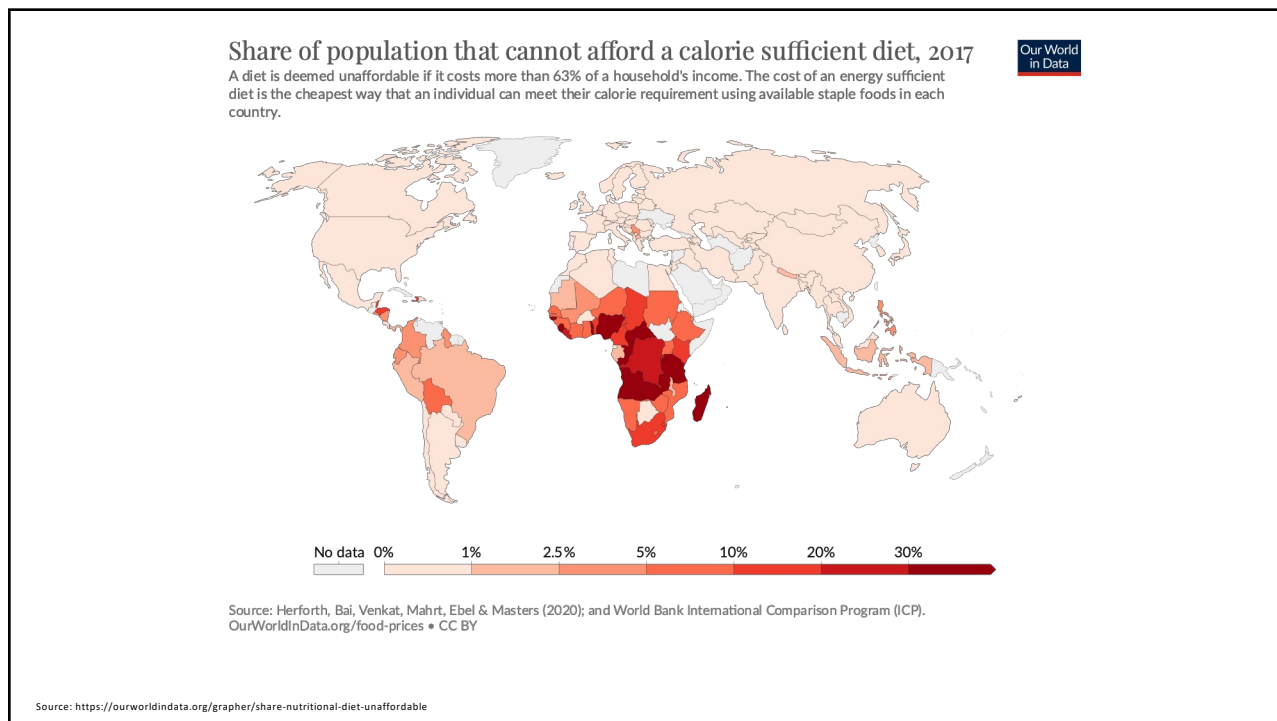 Share of population that cannot afford a calorie sufficient diet, 2017
Our World
in Data
A diet is deemed unaffordable if it costs more than 63% of a household's income. The cost of an energy sufficient
diet is the cheapest way that an individual can meet their calorie requirement using available staple foods in each
country.
No data 0% 1% 2.5% 5% 10% 20% 30%
Source: Herforth, Bai, Venkat, Mahrt, Ebel & Masters (2020); and World Bank International Comparison Program (ICP).
OurWorldInData.org/food-prices • CC BY
Source: https://ourworldindata.org/grapher/share-nutritional-diet-unaffordable